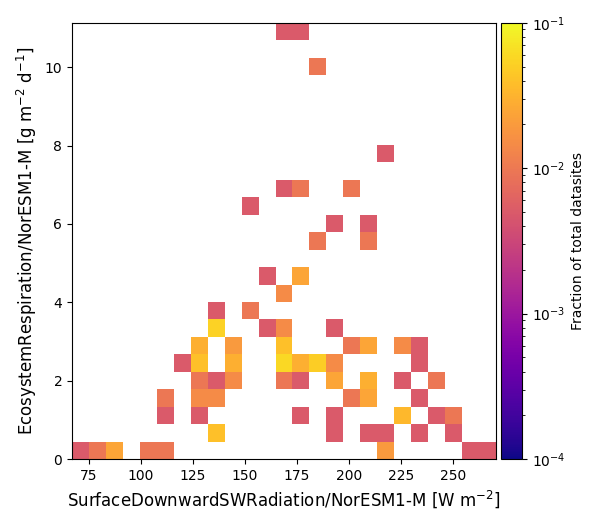 10
8
6
4
2
0
EcosystemRespiration/NorESM1-M [g m⁻² d⁻¹]
75 100 125 150 175 200 225 250
SurfaceDownwardSWRadiation/NorESM1-M [W m⁻²]
10⁻¹
10⁻²
10⁻³
10⁻⁴
Fraction of total datasites